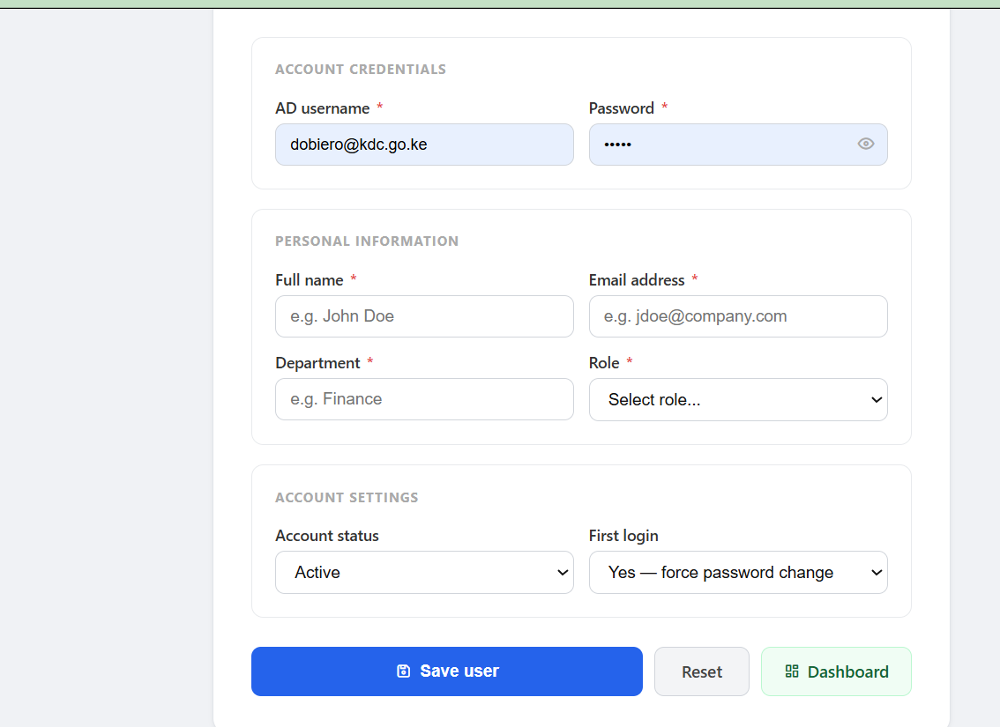 ACCOUNT CREDENTIALS
AD username * Password *
dobiero@kdc.go.ke •••••
PERSONAL INFORMATION
Full name * Email address *
e.g. John Doe e.g. jdoe@company.com
Department * Role *
e.g. Finance Select role...
ACCOUNT SETTINGS
Account status First login
Active Yes — force password change
Save user Reset Dashboard